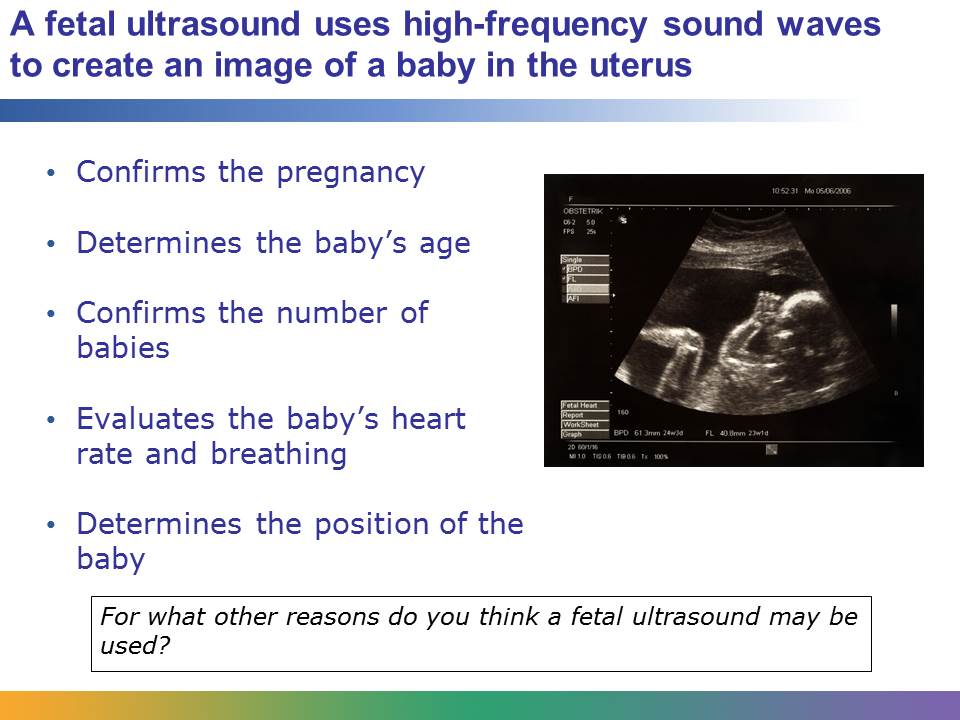 A fetal ultrasound uses high-frequency sound waves
to create an image of a baby in the uterus
• Confirms the pregnancy
• Determines the baby’s age
• Confirms the number of
babies
• Evaluates the baby’s heart
rate and breathing
• Determines the position of the
baby
10:52:31 Mo 05/06/2006
F
OBSTETRIK
C6-2 5.0
FPS 25s
Single
BPD
FL
AFI
Fetal Heart
Report
WorkSheet
Graph
160
BPD 61.3mm 24w3d FL 40.8mm 23w1d
2D 60/1/16
MI 1.0 TIS 0.6 TIB 0.6 Tx 100%
For what other reasons do you think a fetal ultrasound may be
used?